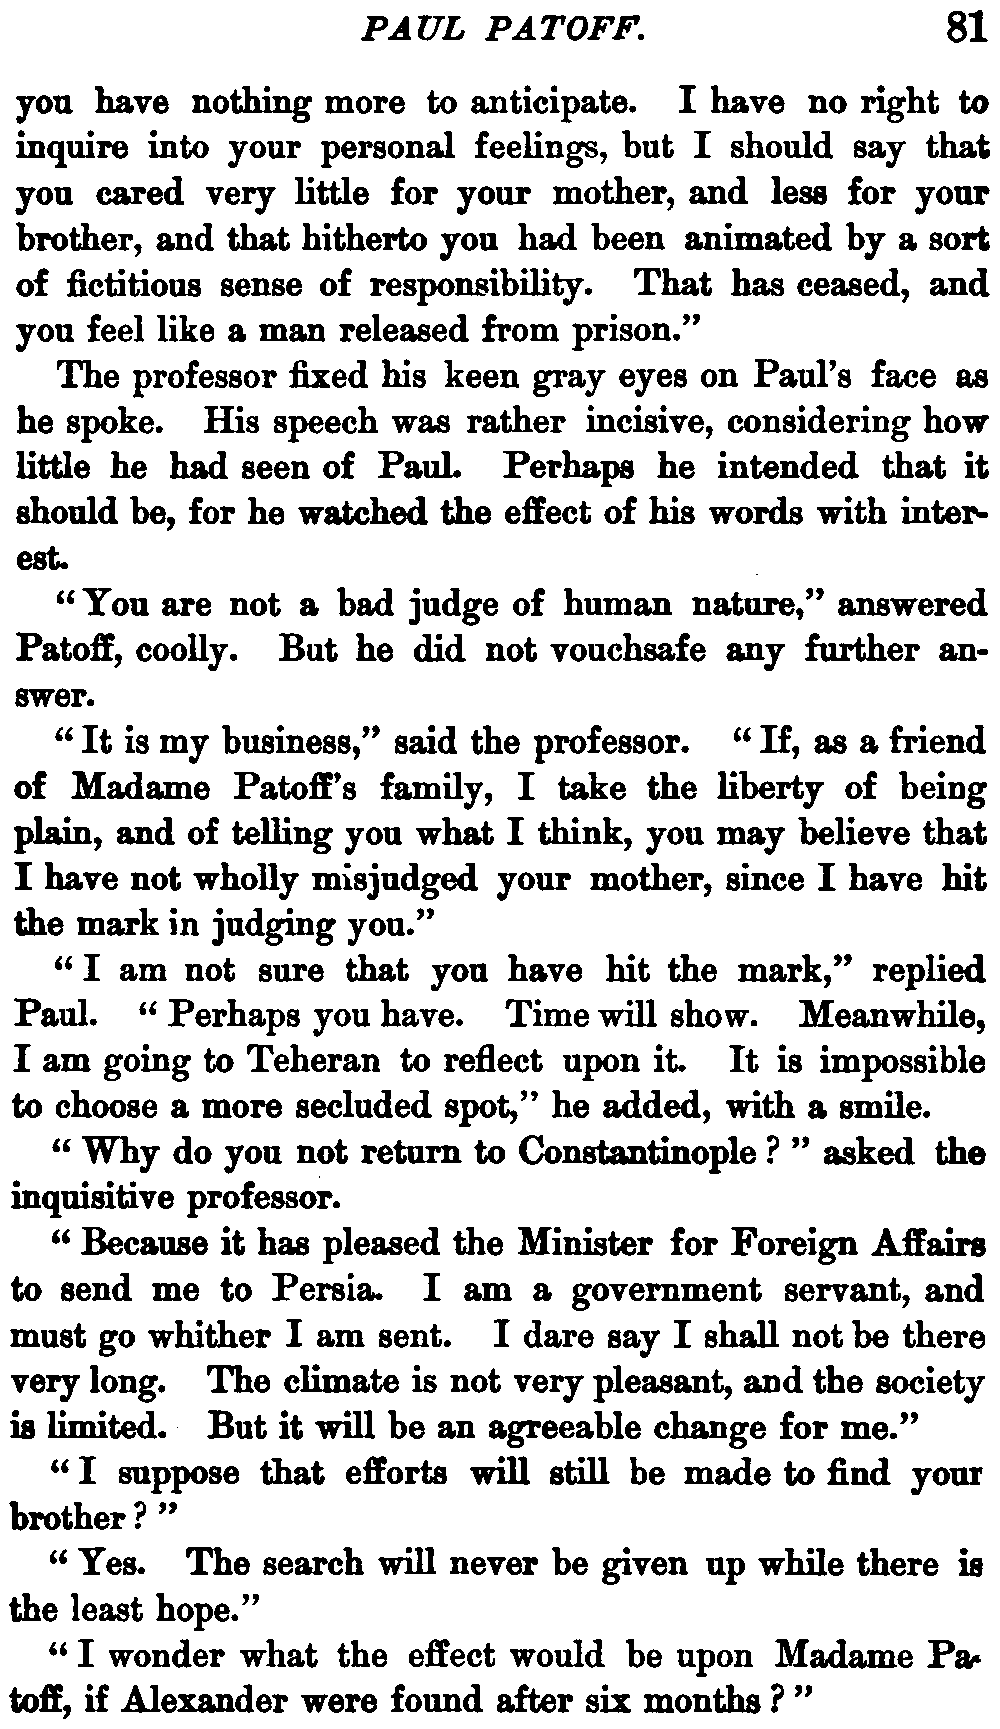 PAUL PATOFF. 81
you have nothing more to anticipate. I have no right to
inquire into your personal feelings, but I should say that
you cared very little for your mother, and less for your
brother, and that hitherto you had been animated by a sort
of fictitious sense of responsibility. That has ceased, and
you feel like a man released from prison.”
The professor fixed his keen gray eyes on Paul’s face as
he spoke. His speech was rather incisive, considering how
little he had seen of Paul. Perhaps he intended that it
should be, for he watched the effect of his words with inter-
est.
“You are not a bad judge of human nature,” answered
Patoff, coolly. But he did not vouchsafe any further an-
swer.
“It is my business,” said the professor. “If, as a friend
of Madame Patoff’s family, I take the liberty of being
plain, and of telling you what I think, you may believe that
I have not wholly misjudged your mother, since I have hit
the mark in judging you.”
“I am not sure that you have hit the mark,” replied
Paul. “Perhaps you have. Time will show. Meanwhile,
I am going to Teheran to reflect upon it. It is impossible
to choose a more secluded spot,” he added, with a smile.
“Why do you not return to Constantinople?” asked the
inquisitive professor.
“Because it has pleased the Minister for Foreign Affairs
to send me to Persia. I am a government servant, and
must go whither I am sent. I dare say I shall not be there
very long. The climate is not very pleasant, and the society
is limited. But it will be an agreeable change for me.”
“I suppose that efforts will still be made to find your
brother?”
“Yes. The search will never be given up while there is
the least hope.”
“I wonder what the effect would be upon Madame Pa-
toff, if Alexander were found after six months?”